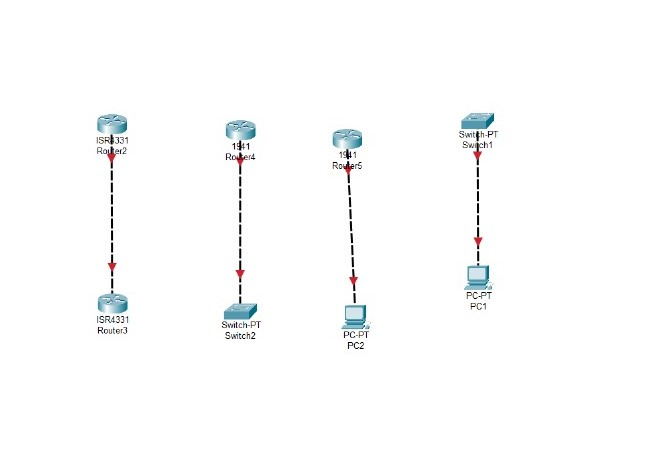 ISR4331
Router2
1941
Router4
1941
Router5
Switch-PT
Switch1
ISR4331
Router3
Switch-PT
Switch2
PC-PT
PC2
PC-PT
PC1